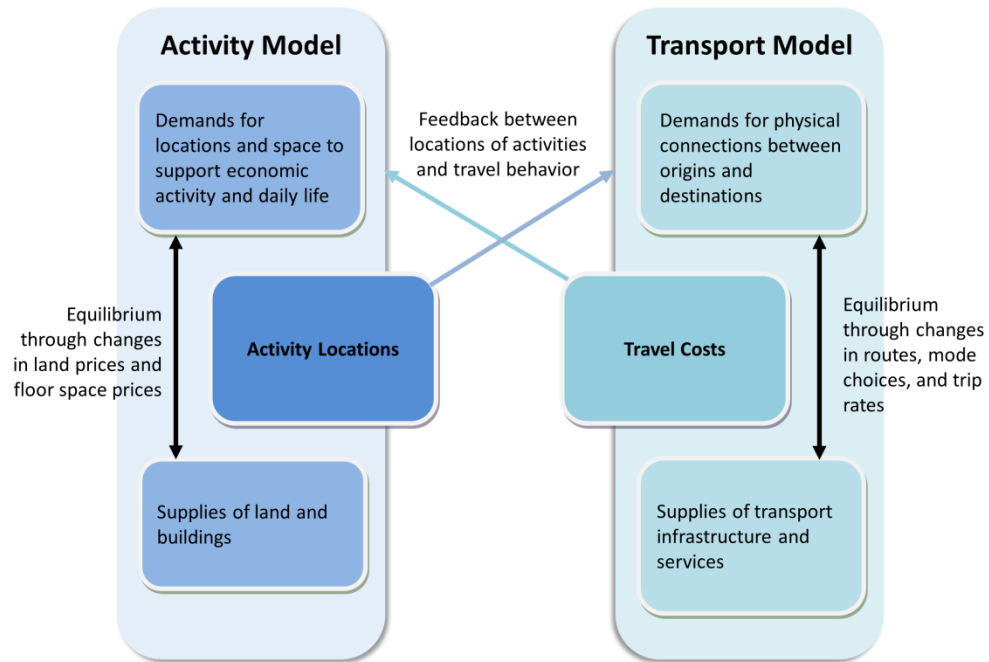 Activity Model
Demands for
locations and space to
support economic
activity and daily life
Equilibrium
through changes
in land prices and
floor space prices
Activity Locations
Supplies of land and
buildings
Feedback between
locations of activities
and travel behavior
Transport Model
Demands for physical
connections between
origins and
destinations
Travel Costs
Equilibrium
through changes
in routes, mode
choices, and trip
rates
Supplies of transport
infrastructure and
services